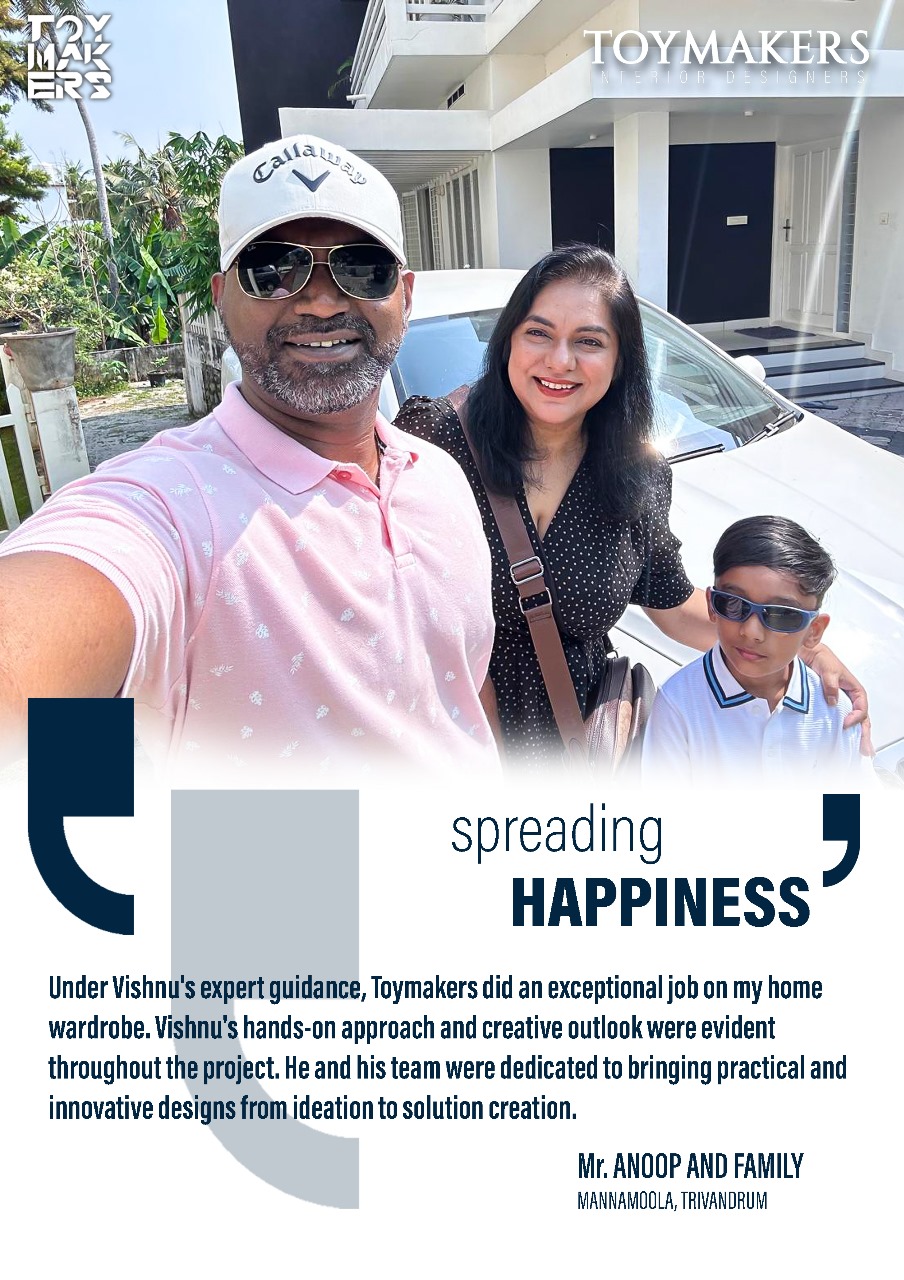 TOY
MAK
ERS
TOYMAKERS
INTERIOR DESIGNERS
Callaway
spreading
HAPPINESS
Under Vishnu's expert guidance, Toymakers did an exceptional job on my home
wardrobe. Vishnu's hands-on approach and creative outlook were evident
throughout the project. He and his team were dedicated to bringing practical and
innovative designs from ideation to solution creation.
Mr. ANOOP AND FAMILY
MANNAMOOLA, TRIVANDRUM